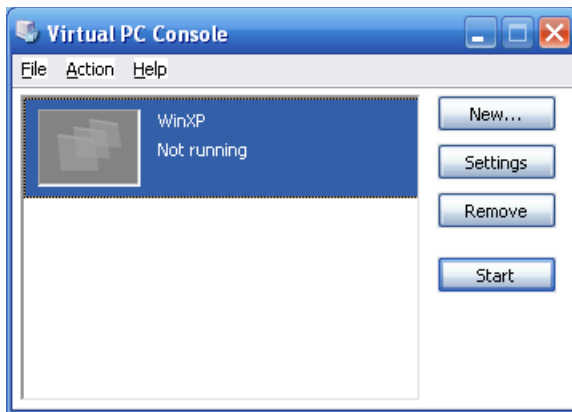 Virtual PC Console
File Action Help
WinXP
Not running
New...
Settings
Remove
Start